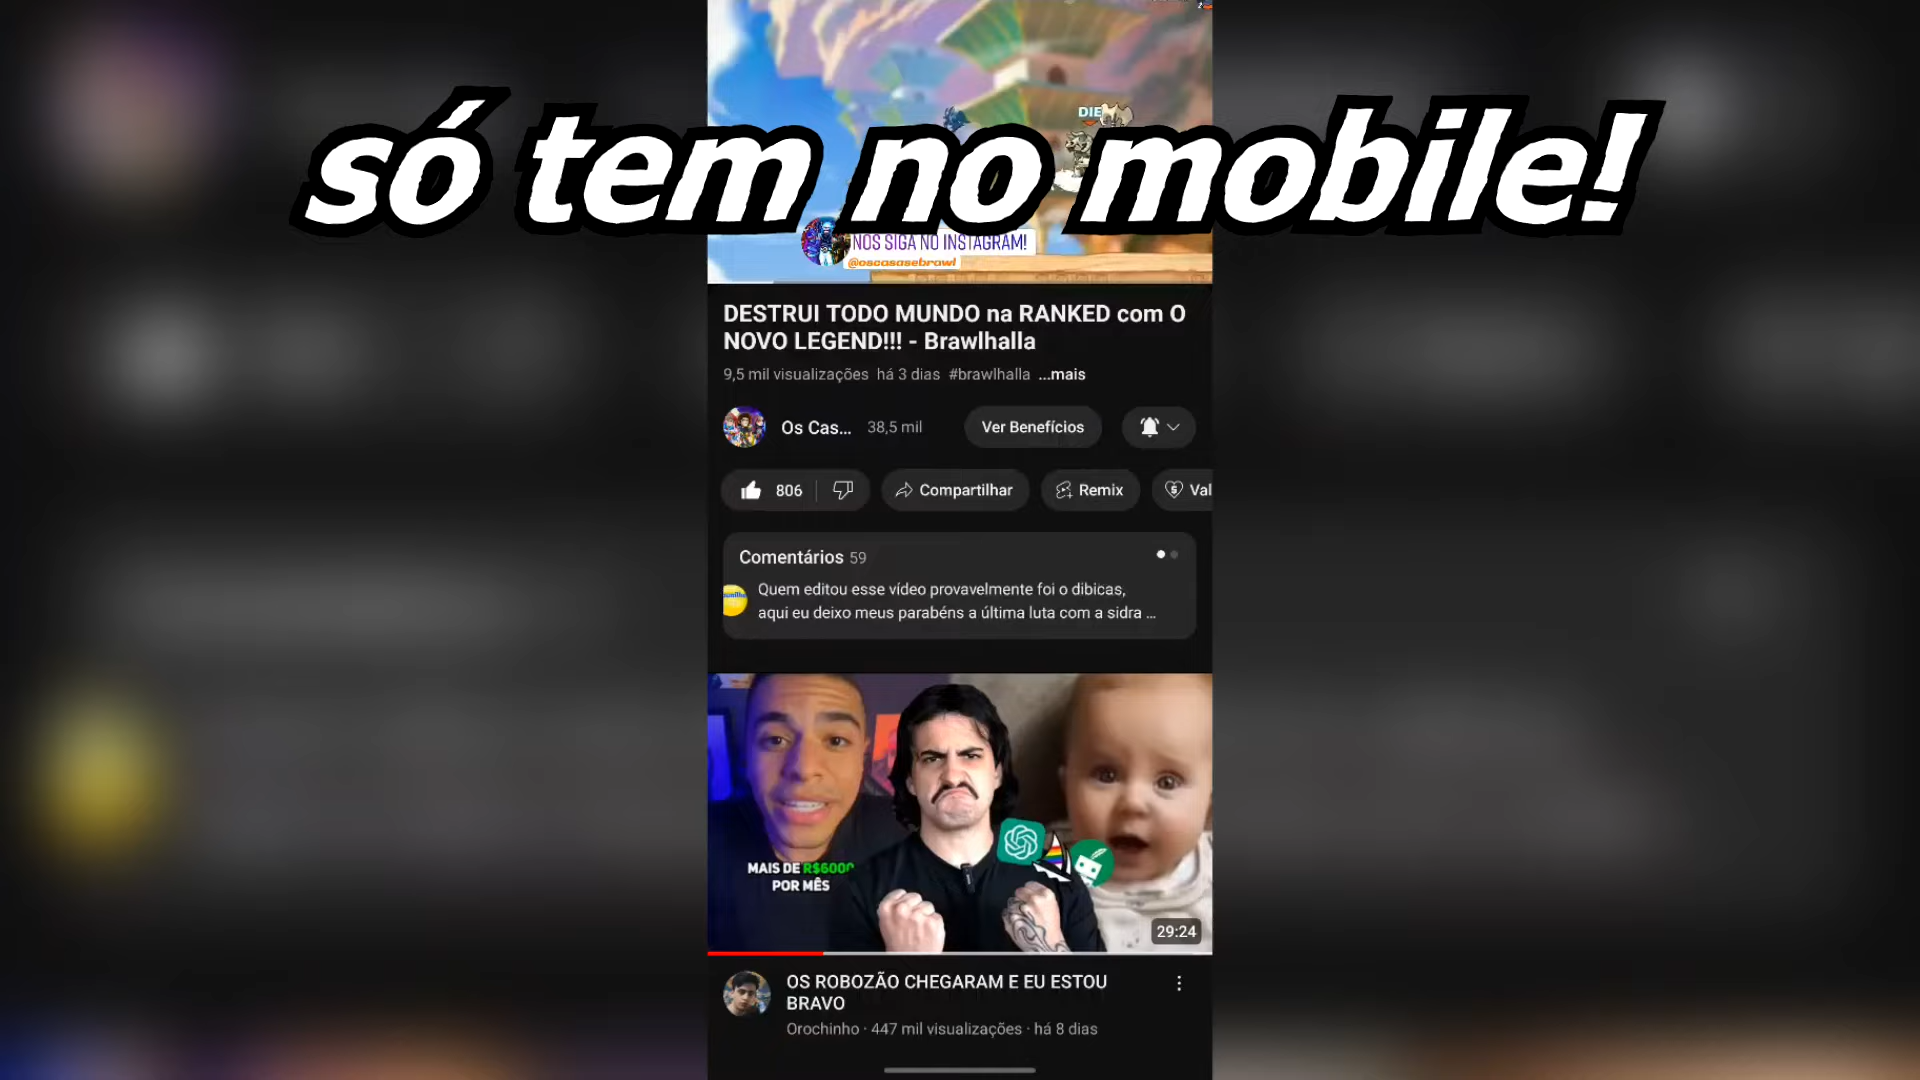 DIE
só tem no mobile!
NOS SIGA NO INSTAGRAM!
@oscasasebrawl
DESTRUI TODO MUNDO na RANKED com O
NOVO LEGEND!!! - Brawlhalla
9,5 mil visualizações há 3 dias #brawlhalla ...mais
Os Cas... 38,5 mil Ver Benefícios
806 Compartilhar Remix Val
Comentários 59
Quem editou esse vídeo provavelmente foi o dibicas,
aqui eu deixo meus parabéns a última luta com a sidra ...
MAIS DE R$6000
POR MÊS
29:24
OS ROBOZÃO CHEGARAM E EU ESTOU
BRAVO
Orochinho · 447 mil visualizações · há 8 dias